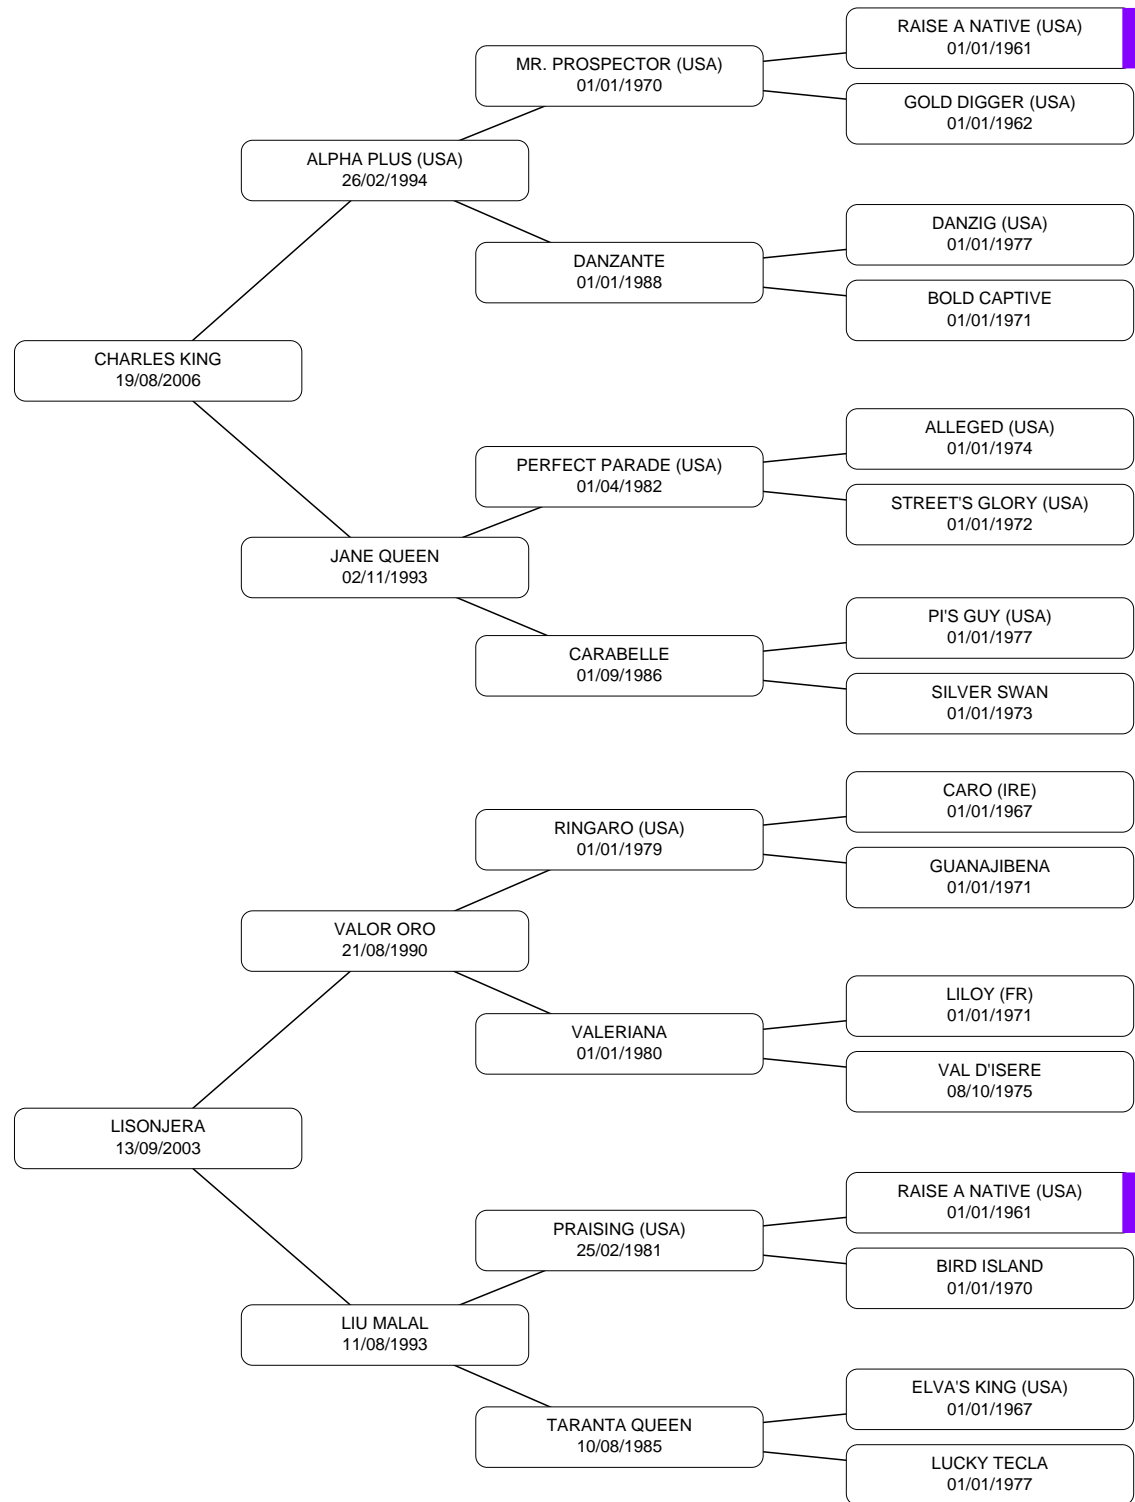 RAISE A NATIVE (USA)
01/01/1961
MR. PROSPECTOR (USA)
01/01/1970
GOLD DIGGER (USA)
01/01/1962
ALPHA PLUS (USA)
26/02/1994
DANZIG (USA)
01/01/1977
DANZANTE
01/01/1988
BOLD CAPTIVE
01/01/1971
CHARLES KING
19/08/2006
ALLEGED (USA)
01/01/1974
PERFECT PARADE (USA)
01/04/1982
STREET'S GLORY (USA)
01/01/1972
JANE QUEEN
02/11/1993
PI'S GUY (USA)
01/01/1977
CARABELLE
01/09/1986
SILVER SWAN
01/01/1973
CARO (IRE)
01/01/1967
RINGARO (USA)
01/01/1979
GUANAJIBENA
01/01/1971
VALOR ORO
21/08/1990
LILOY (FR)
01/01/1971
VALERIANA
01/01/1980
VAL D'ISERE
08/10/1975
LISONJERA
13/09/2003
RAISE A NATIVE (USA)
01/01/1961
PRAISING (USA)
25/02/1981
BIRD ISLAND
01/01/1970
LIU MALAL
11/08/1993
ELVA'S KING (USA)
01/01/1967
TARANTA QUEEN
10/08/1985
LUCKY TECLA
01/01/1977